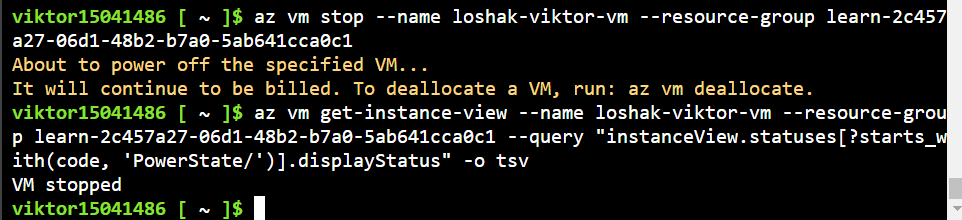 viktor15041486 [ ~ ]$ az vm stop --name loshak-viktor-vm --resource-group learn-2c457
a27-06d1-48b2-b7a0-5ab641cca0c1
About to power off the specified VM...
It will continue to be billed. To deallocate a VM, run: az vm deallocate.
viktor15041486 [ ~ ]$ az vm get-instance-view --name loshak-viktor-vm --resource-grou
p learn-2c457a27-06d1-48b2-b7a0-5ab641cca0c1 --query "instanceView.statuses[?starts_w
ith(code, 'PowerState/')].displayStatus" -o tsv
VM stopped
viktor15041486 [ ~ ]$